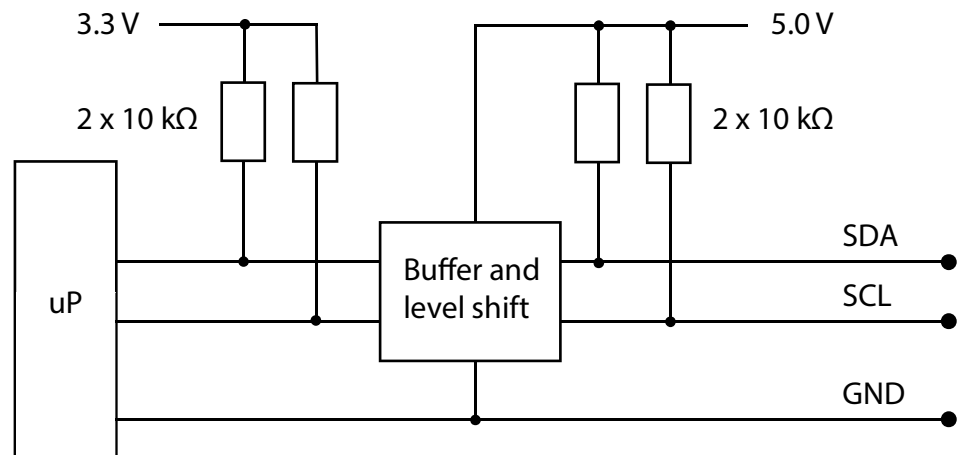 3.3 V
5.0 V
2 x 10 kΩ
2 x 10 kΩ
SDA
Buffer and
level shift
uP
SCL
GND